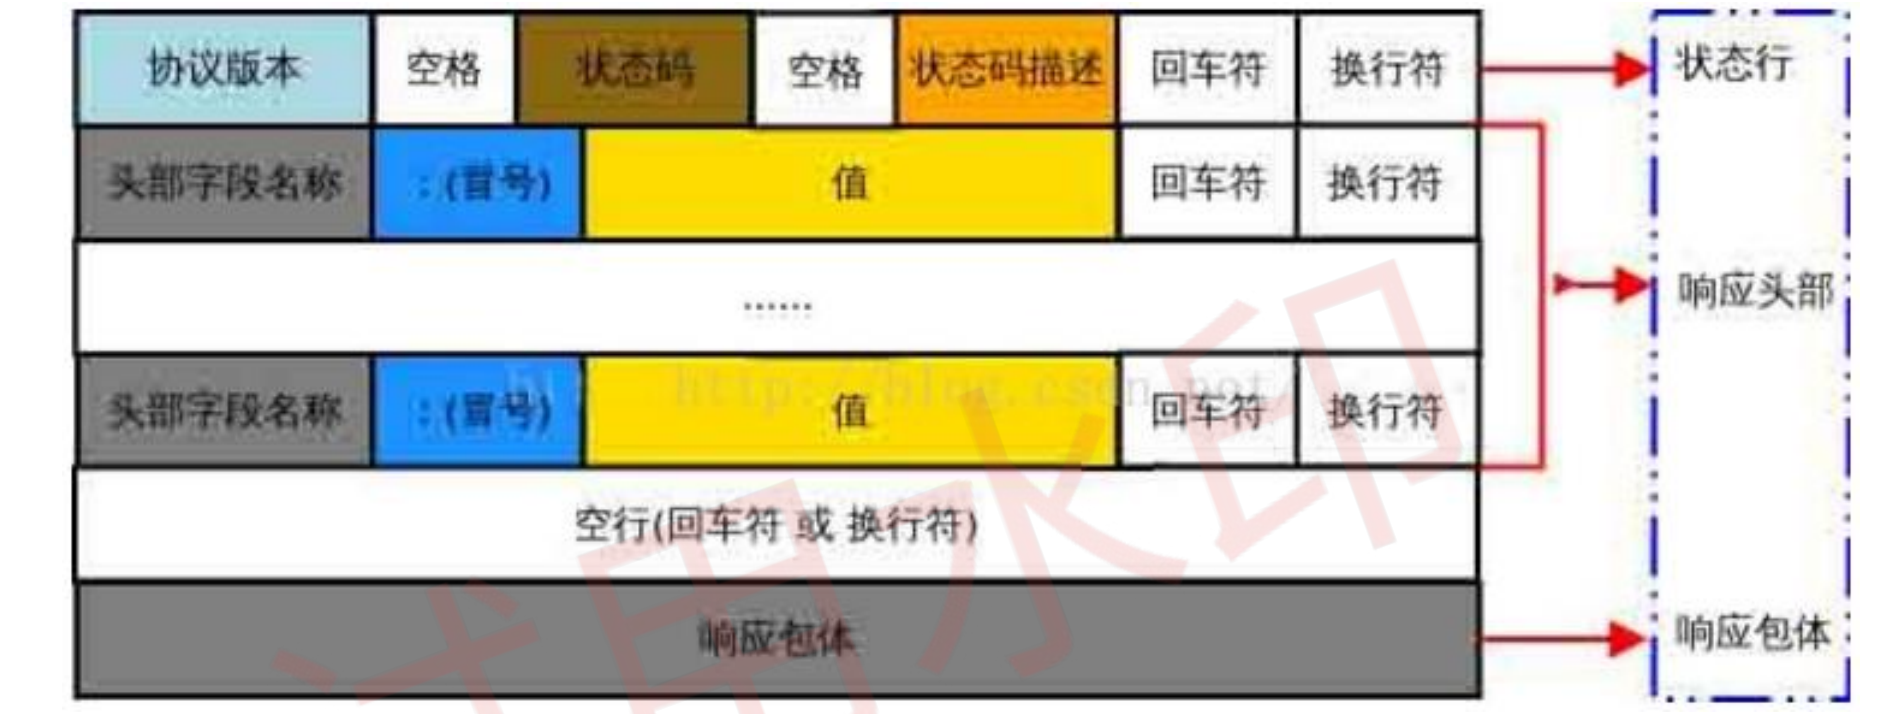 协议版本 空格 状态码 空格 状态码描述 回车符 换行符 状态行
头部字段名称 :(冒号) 值 回车符 换行符
...... 响应头部
头部字段名称 :(冒号) 值 回车符 换行符
http://blog.csdn.net/
空行(回车符 或 换行符)
响应包体 响应包体
试用水印